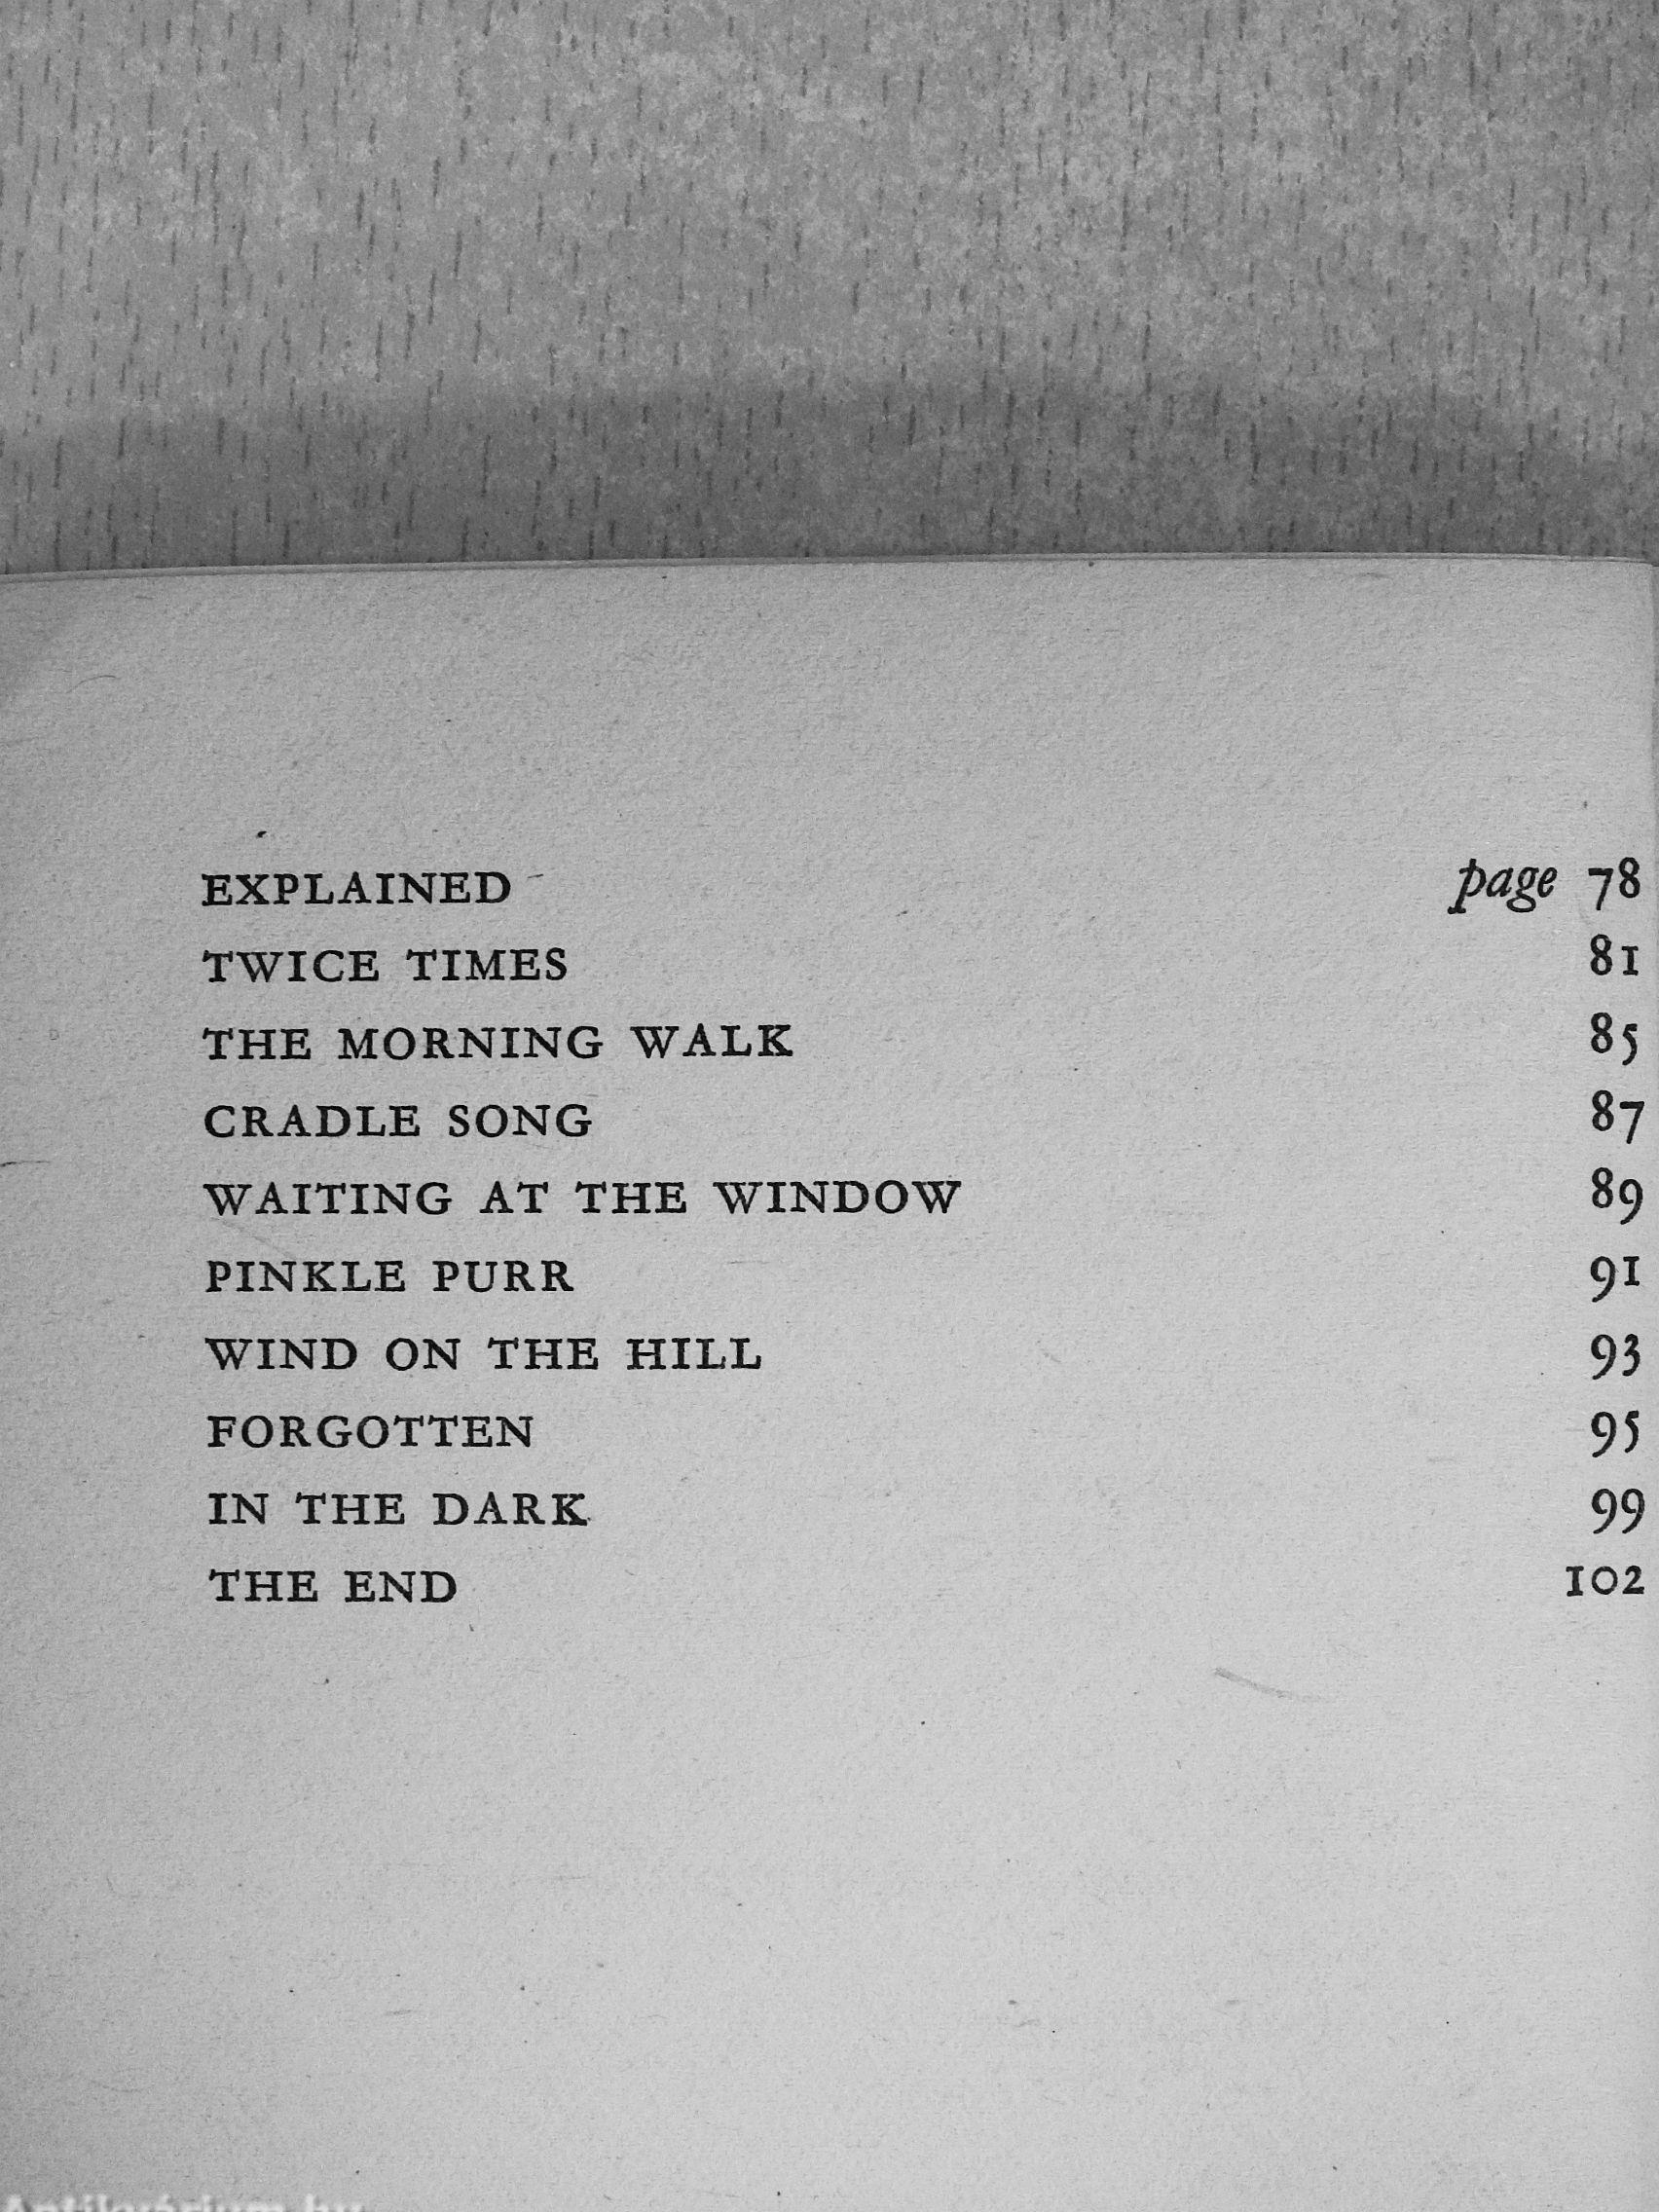 EXPLAINED page 78
TWICE TIMES 81
THE MORNING WALK 85
CRADLE SONG 87
WAITING AT THE WINDOW 89
PINKLE PURR 91
WIND ON THE HILL 93
FORGOTTEN 95
IN THE DARK 99
THE END 102